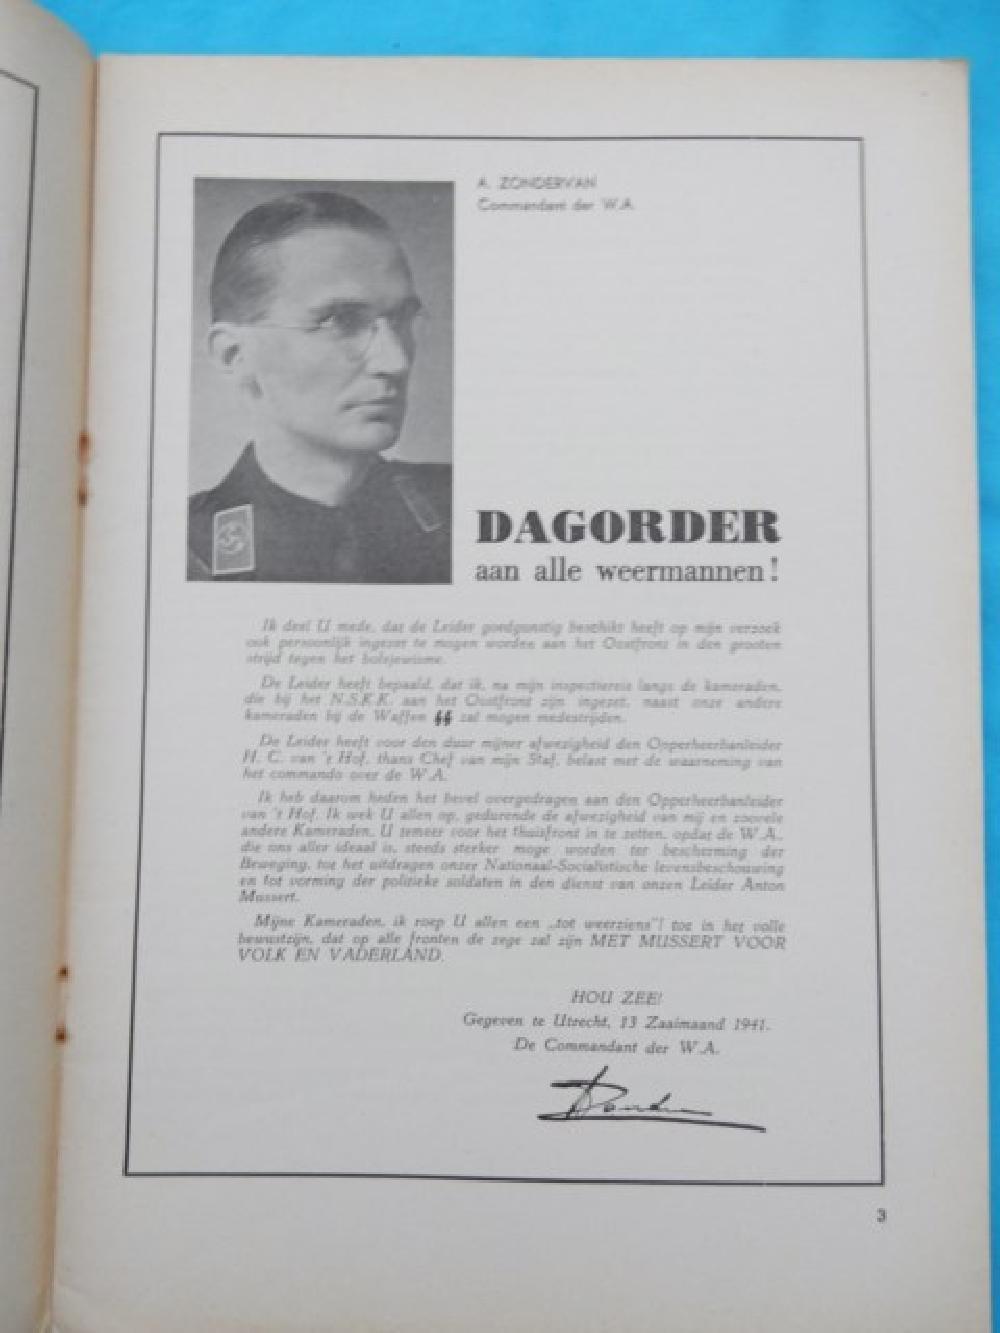 A. ZONDERVAN
Commandant der W.A.
DAGORDER
aan alle weermannen!
Ik deel U mede, dat de Leider goedgunstig beschikt heeft op mijn verzoek
ook persoonlijk ingezet te mogen worden aan het Oostfront in den grooten
strijd tegen het bolsjewisme.
De Leider heeft bepaald, dat ik, na mijn inspectiereis langs de kameraden,
die bij het N.S.K.K. aan het Oostfront zijn ingezet, naast onze andere
kameraden bij de Waffen ᛋᛋ zal mogen medestrijden.
De Leider heeft voor den duur mijner afwezigheid den Opperheerbanleider
H. C. van 't Hof, thans Chef van mijn Staf, belast met de waarneming van
het commando over de W.A.
Ik heb daarom heden het bevel overgedragen aan den Opperheerbanleider
van 't Hof. Ik wek U allen op, gedurende de afwezigheid van mij en zoovele
andere Kameraden, U temeer voor het thuisfront in te zetten, opdat de W.A.,
die ons aller ideaal is, steeds sterker moge worden ter bescherming der
Beweging, tot het uitdragen onzer Nationaal-Socialistische levensbeschouwing
en tot vorming der politieke soldaten in den dienst van onzen Leider Anton
Mussert.
Mijne Kameraden, ik roep U allen een „tot weerziens"! toe in het volle
bewustzijn, dat op alle fronten de zege zal zijn MET MUSSERT VOOR
VOLK EN VADERLAND.
HOU ZEE!
Gegeven te Utrecht, 13 Zaaimaand 1941.
De Commandant der W.A.
3